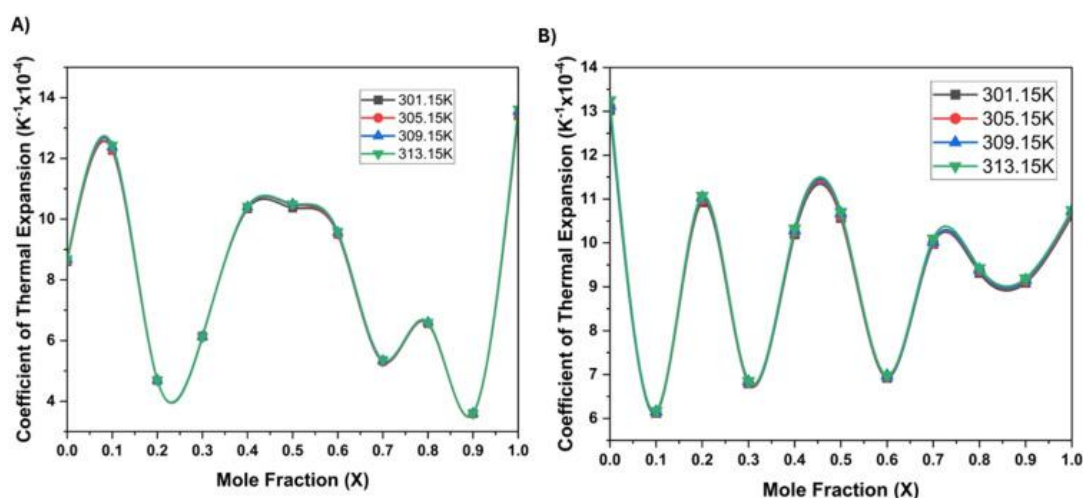 A)
Coefficient of Thermal Expansion (K⁻¹x10⁻⁴)
14
12
10
8
6
4
301.15K
305.15K
309.15K
313.15K
0.0 0.1 0.2 0.3 0.4 0.5 0.6 0.7 0.8 0.9 1.0
Mole Fraction (X)
B)
Coefficient of Thermal Expansion (K⁻¹x10⁻⁴)
14
13
12
11
10
9
8
7
6
301.15K
305.15K
309.15K
313.15K
0.0 0.1 0.2 0.3 0.4 0.5 0.6 0.7 0.8 0.9 1.0
Mole Fraction (X)